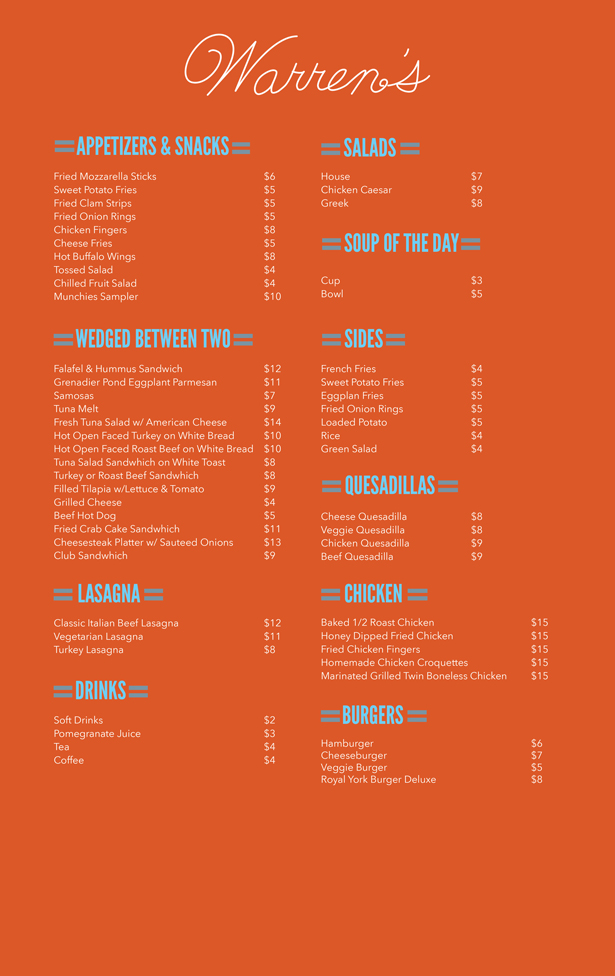 Warren's
APPETIZERS & SNACKS
Fried Mozzarella Sticks $6
Sweet Potato Fries $5
Fried Clam Strips $5
Fried Onion Rings $5
Chicken Fingers $8
Cheese Fries $5
Hot Buffalo Wings $8
Tossed Salad $4
Chilled Fruit Salad $4
Munchies Sampler $10
WEDGED BETWEEN TWO
Falafel & Hummus Sandwich $12
Grenadier Pond Eggplant Parmesan $11
Samosas $7
Tuna Melt $9
Fresh Tuna Salad w/ American Cheese $14
Hot Open Faced Turkey on White Bread $10
Hot Open Faced Roast Beef on White Bread $10
Tuna Salad Sandwhich on White Toast $8
Turkey or Roast Beef Sandwhich $8
Filled Tilapia w/Lettuce & Tomato $9
Grilled Cheese $4
Beef Hot Dog $5
Fried Crab Cake Sandwhich $11
Cheesesteak Platter w/ Sauteed Onions $13
Club Sandwhich $9
LASAGNA
Classic Italian Beef Lasagna $12
Vegetarian Lasagna $11
Turkey Lasagna $8
DRINKS
Soft Drinks $2
Pomegranate Juice $3
Tea $4
Coffee $4
SALADS
House $7
Chicken Caesar $9
Greek $8
SOUP OF THE DAY
Cup $3
Bowl $5
SIDES
French Fries $4
Sweet Potato Fries $5
Eggplan Fries $5
Fried Onion Rings $5
Loaded Potato $5
Rice $4
Green Salad $4
QUESADILLAS
Cheese Quesadilla $8
Veggie Quesadilla $8
Chicken Quesadilla $9
Beef Quesadilla $9
CHICKEN
Baked 1/2 Roast Chicken $15
Honey Dipped Fried Chicken $15
Fried Chicken Fingers $15
Homemade Chicken Croquettes $15
Marinated Grilled Twin Boneless Chicken $15
BURGERS
Hamburger $6
Cheeseburger $7
Veggie Burger $5
Royal York Burger Deluxe $8